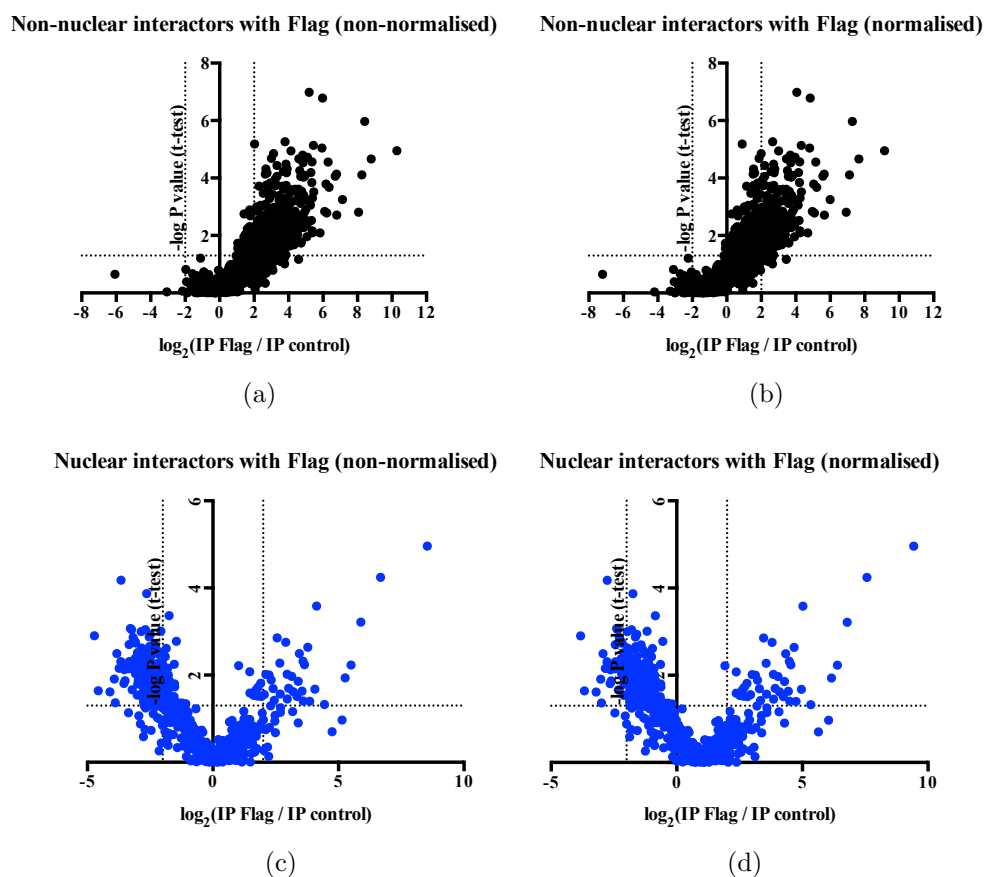 Non-nuclear interactors with Flag (non-normalised)
Non-nuclear interactors with Flag (normalised)
8
6
4
2
-log P value (t-test)
-8 -6 -4 -2 0 2 4 6 8 10 12
log2(IP Flag / IP control)
(a)
8
6
4
2
-log P value (t-test)
-8 -6 -4 -2 0 2 4 6 8 10 12
log2(IP Flag / IP control)
(b)
Nuclear interactors with Flag (non-normalised)
Nuclear interactors with Flag (normalised)
6
4
2
-log P value (t-test)
-5 0 5 10
log2(IP Flag / IP control)
(c)
6
4
2
-log P value (t-test)
-5 0 5 10
log2(IP Flag / IP control)
(d)